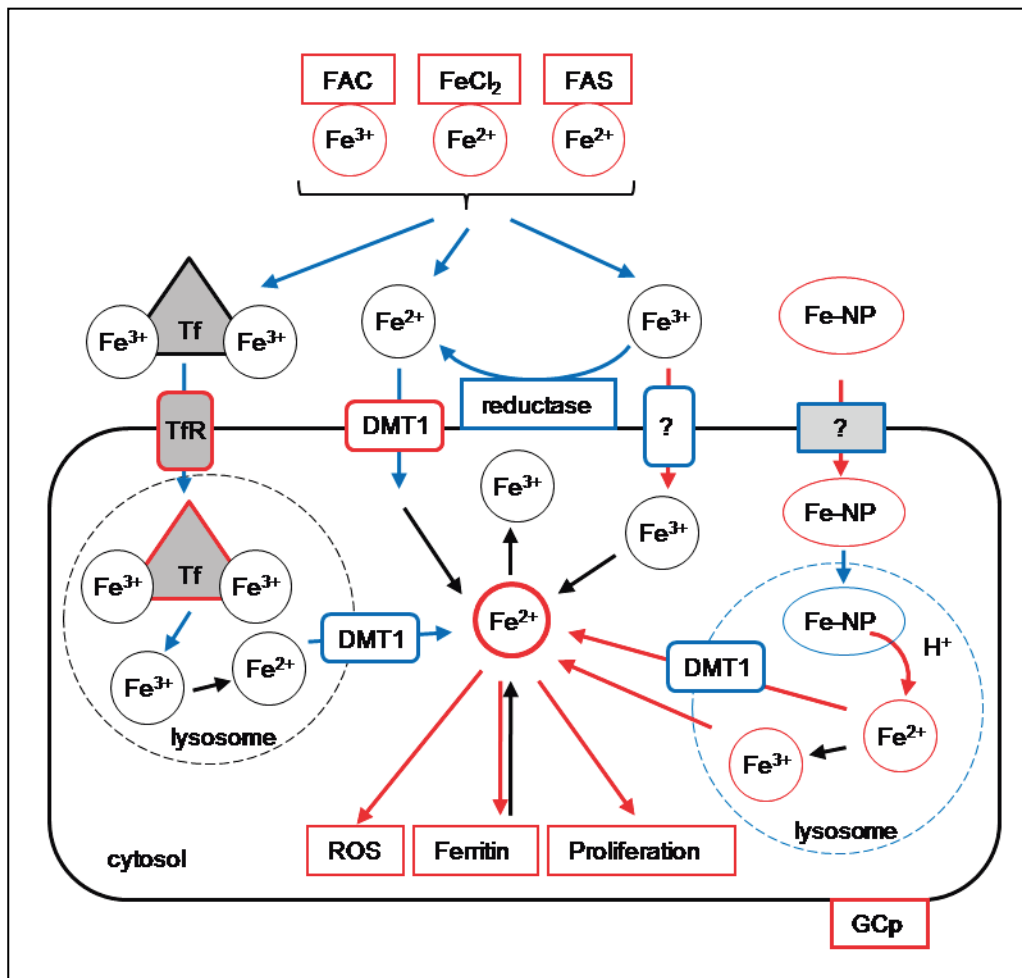 FAC FeCl₂ FAS
Fe³⁺ Fe²⁺ Fe²⁺
Fe³⁺ Tf Fe³⁺ Fe²⁺ Fe³⁺ Fe-NP
TfR DMT1 reductase ? ?
Fe³⁺ Fe³⁺ Fe-NP
Fe³⁺ Tf Fe³⁺
Fe²⁺ Fe-NP H⁺
Fe³⁺ Fe²⁺ DMT1 DMT1
Fe³⁺ Fe²⁺
lysosome lysosome
ROS Ferritin Proliferation
cytosol
GCp